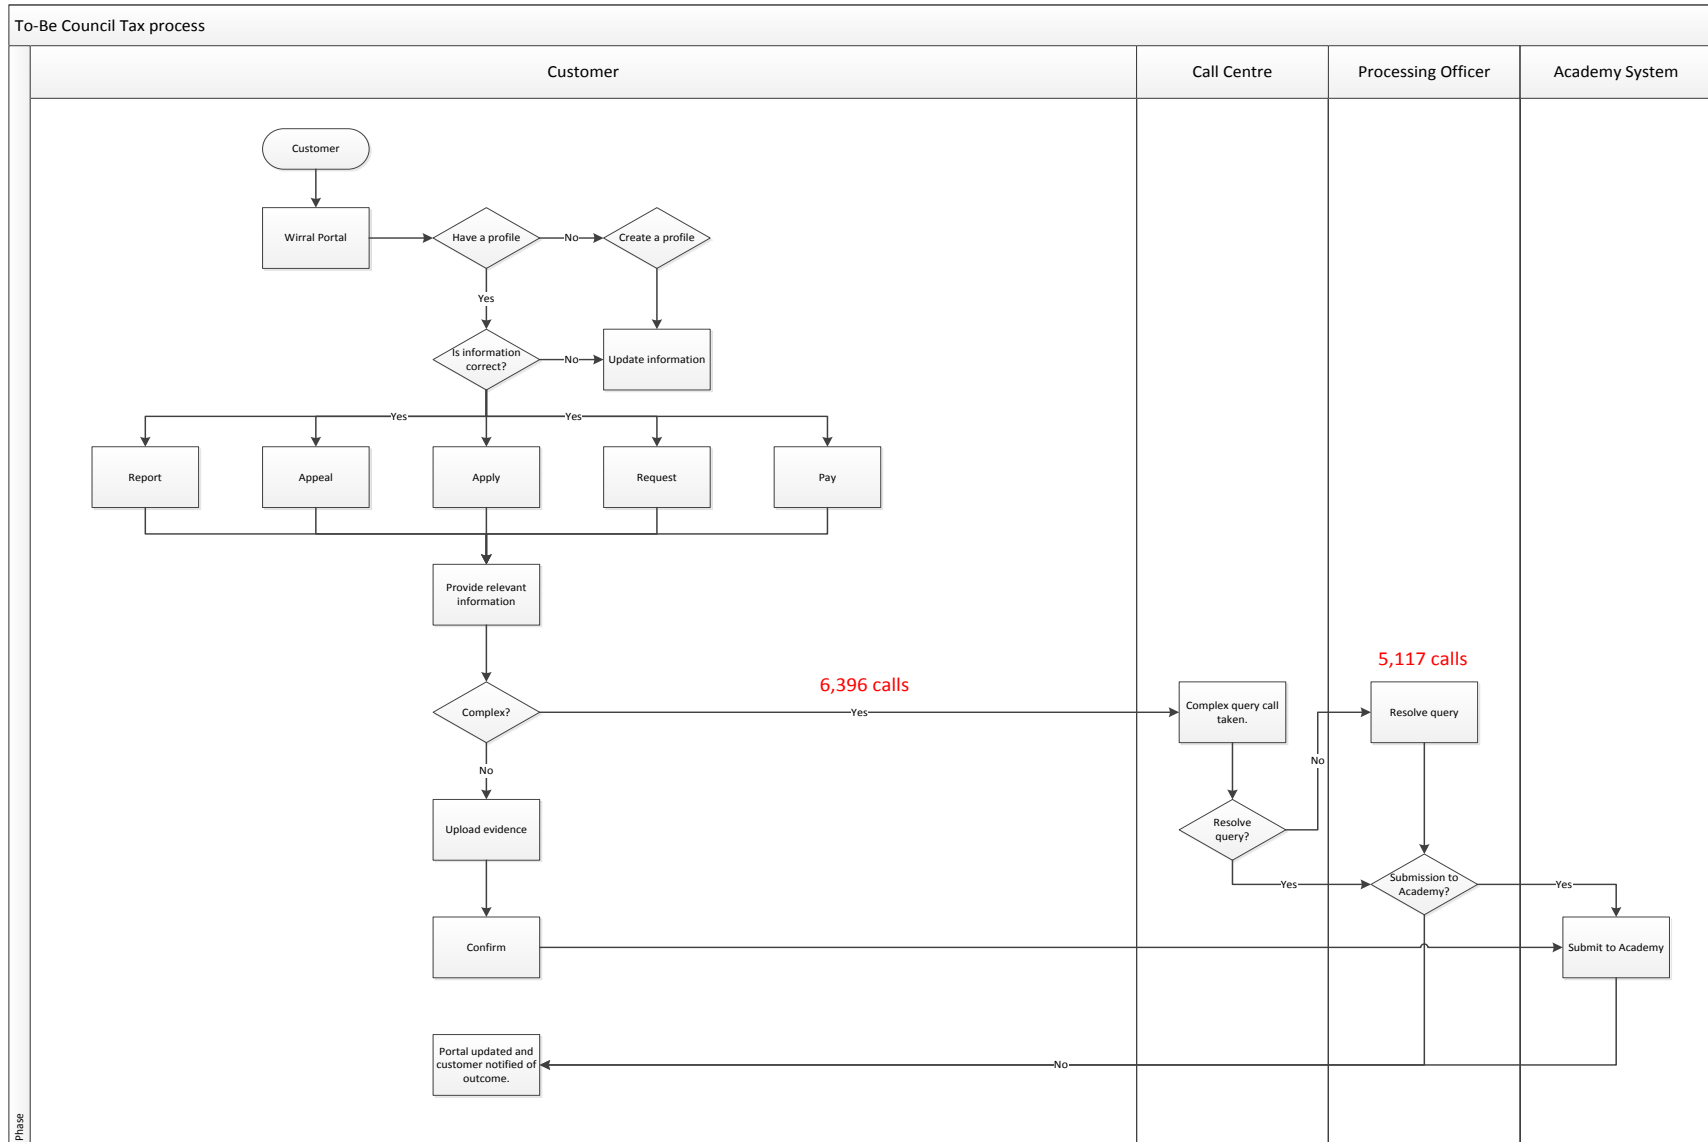 To-Be Council Tax process
Customer
Call Centre
Processing Officer
Academy System
Customer
Wirral Portal
Have a profile
No
Create a profile
Yes
Is information
correct?
No
Update information
Yes
Yes
Report
Appeal
Apply
Request
Pay
Provide relevant
information
6,396 calls
5,117 calls
Complex?
Yes
Complex query call
taken.
Resolve query
No
No
Upload evidence
Resolve
query?
Yes
Submission to
Academy?
Yes
Confirm
Submit to Academy
Portal updated and
customer notified of
outcome.
No
Phase